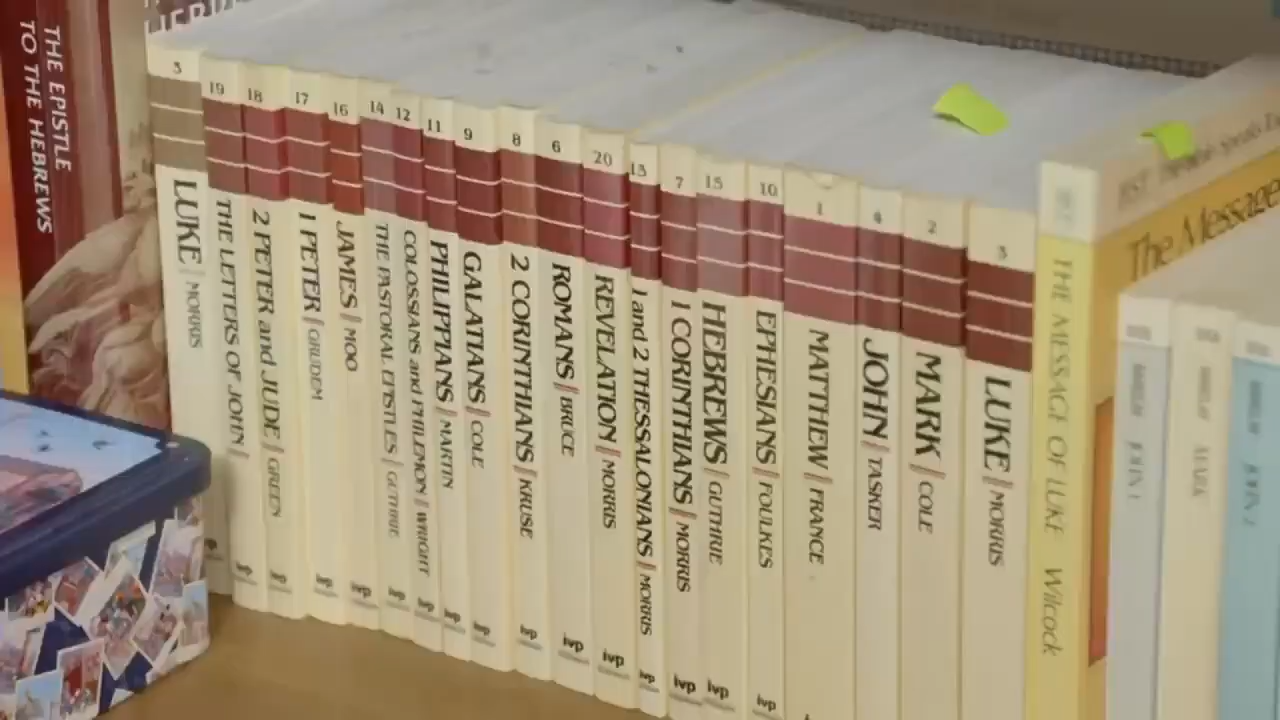 THE EPISTLE
TO THE HEBREWS
3
LUKE MORRIS
19
THE LETTERS OF JOHN
18
2 PETER and JUDE GREEN
ivp
17
1 PETER GRUDEM
ivp
16
JAMES MOO
ivp
14
THE PASTORAL EPISTLES GUTHRIE
ivp
12
COLOSSIANS and PHILEMON WRIGHT
ivp
11
PHILIPPIANS MARTIN
ivp
9
GALATIANS COLE
ivp
8
2 CORINTHIANS KRUSE
ivp
6
ROMANS BRUCE
ivp
20
REVELATION MORRIS
ivp
13
1 and 2 THESSALONIANS MORRIS
ivp
7
1 CORINTHIANS MORRIS
ivp
15
HEBREWS GUTHRIE
ivp
10
EPHESIANS FOULKES
ivp
1
MATTHEW FRANCE
4
JOHN TASKER
2
MARK COLE
3
LUKE MORRIS
THE MESSAGE OF LUKE Wilcock
The Message
JOHN 1
MARK
JOHN 2